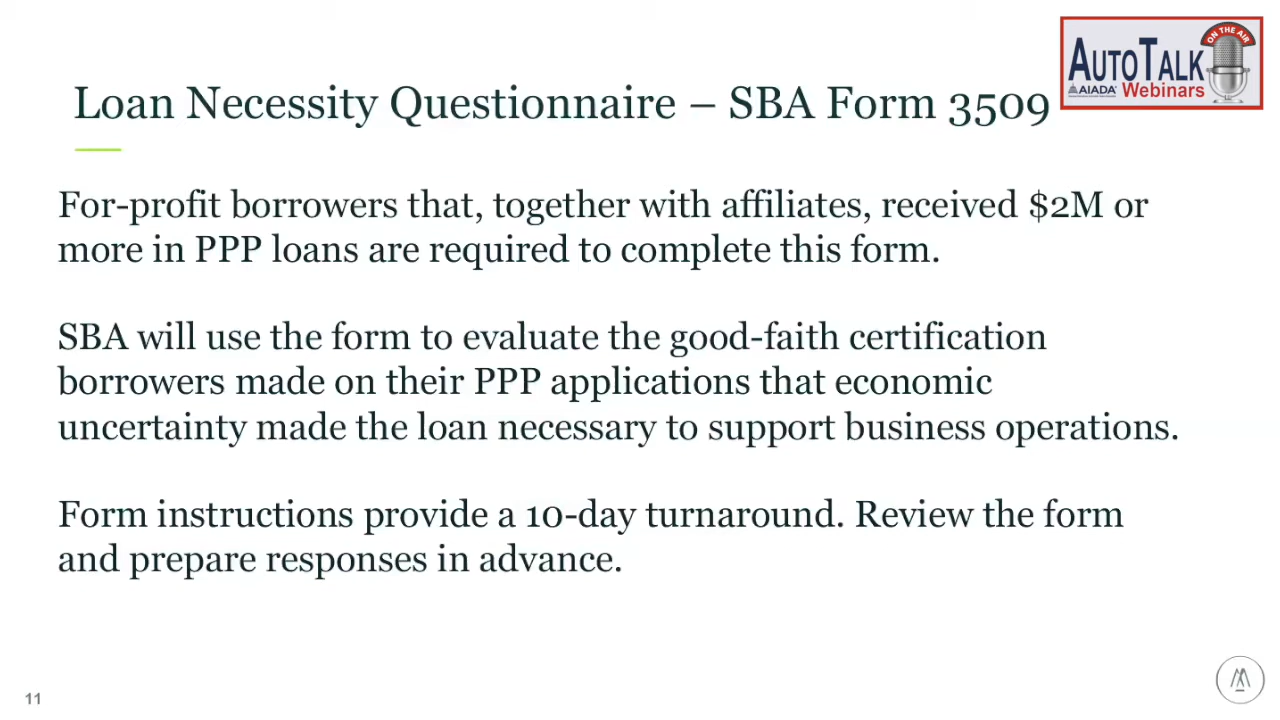 ON THE AIR
AUTOTALK
AIADA Webinars
Loan Necessity Questionnaire – SBA Form 3509
For-profit borrowers that, together with affiliates, received $2M or
more in PPP loans are required to complete this form.
SBA will use the form to evaluate the good-faith certification
borrowers made on their PPP applications that economic
uncertainty made the loan necessary to support business operations.
Form instructions provide a 10-day turnaround. Review the form
and prepare responses in advance.
11